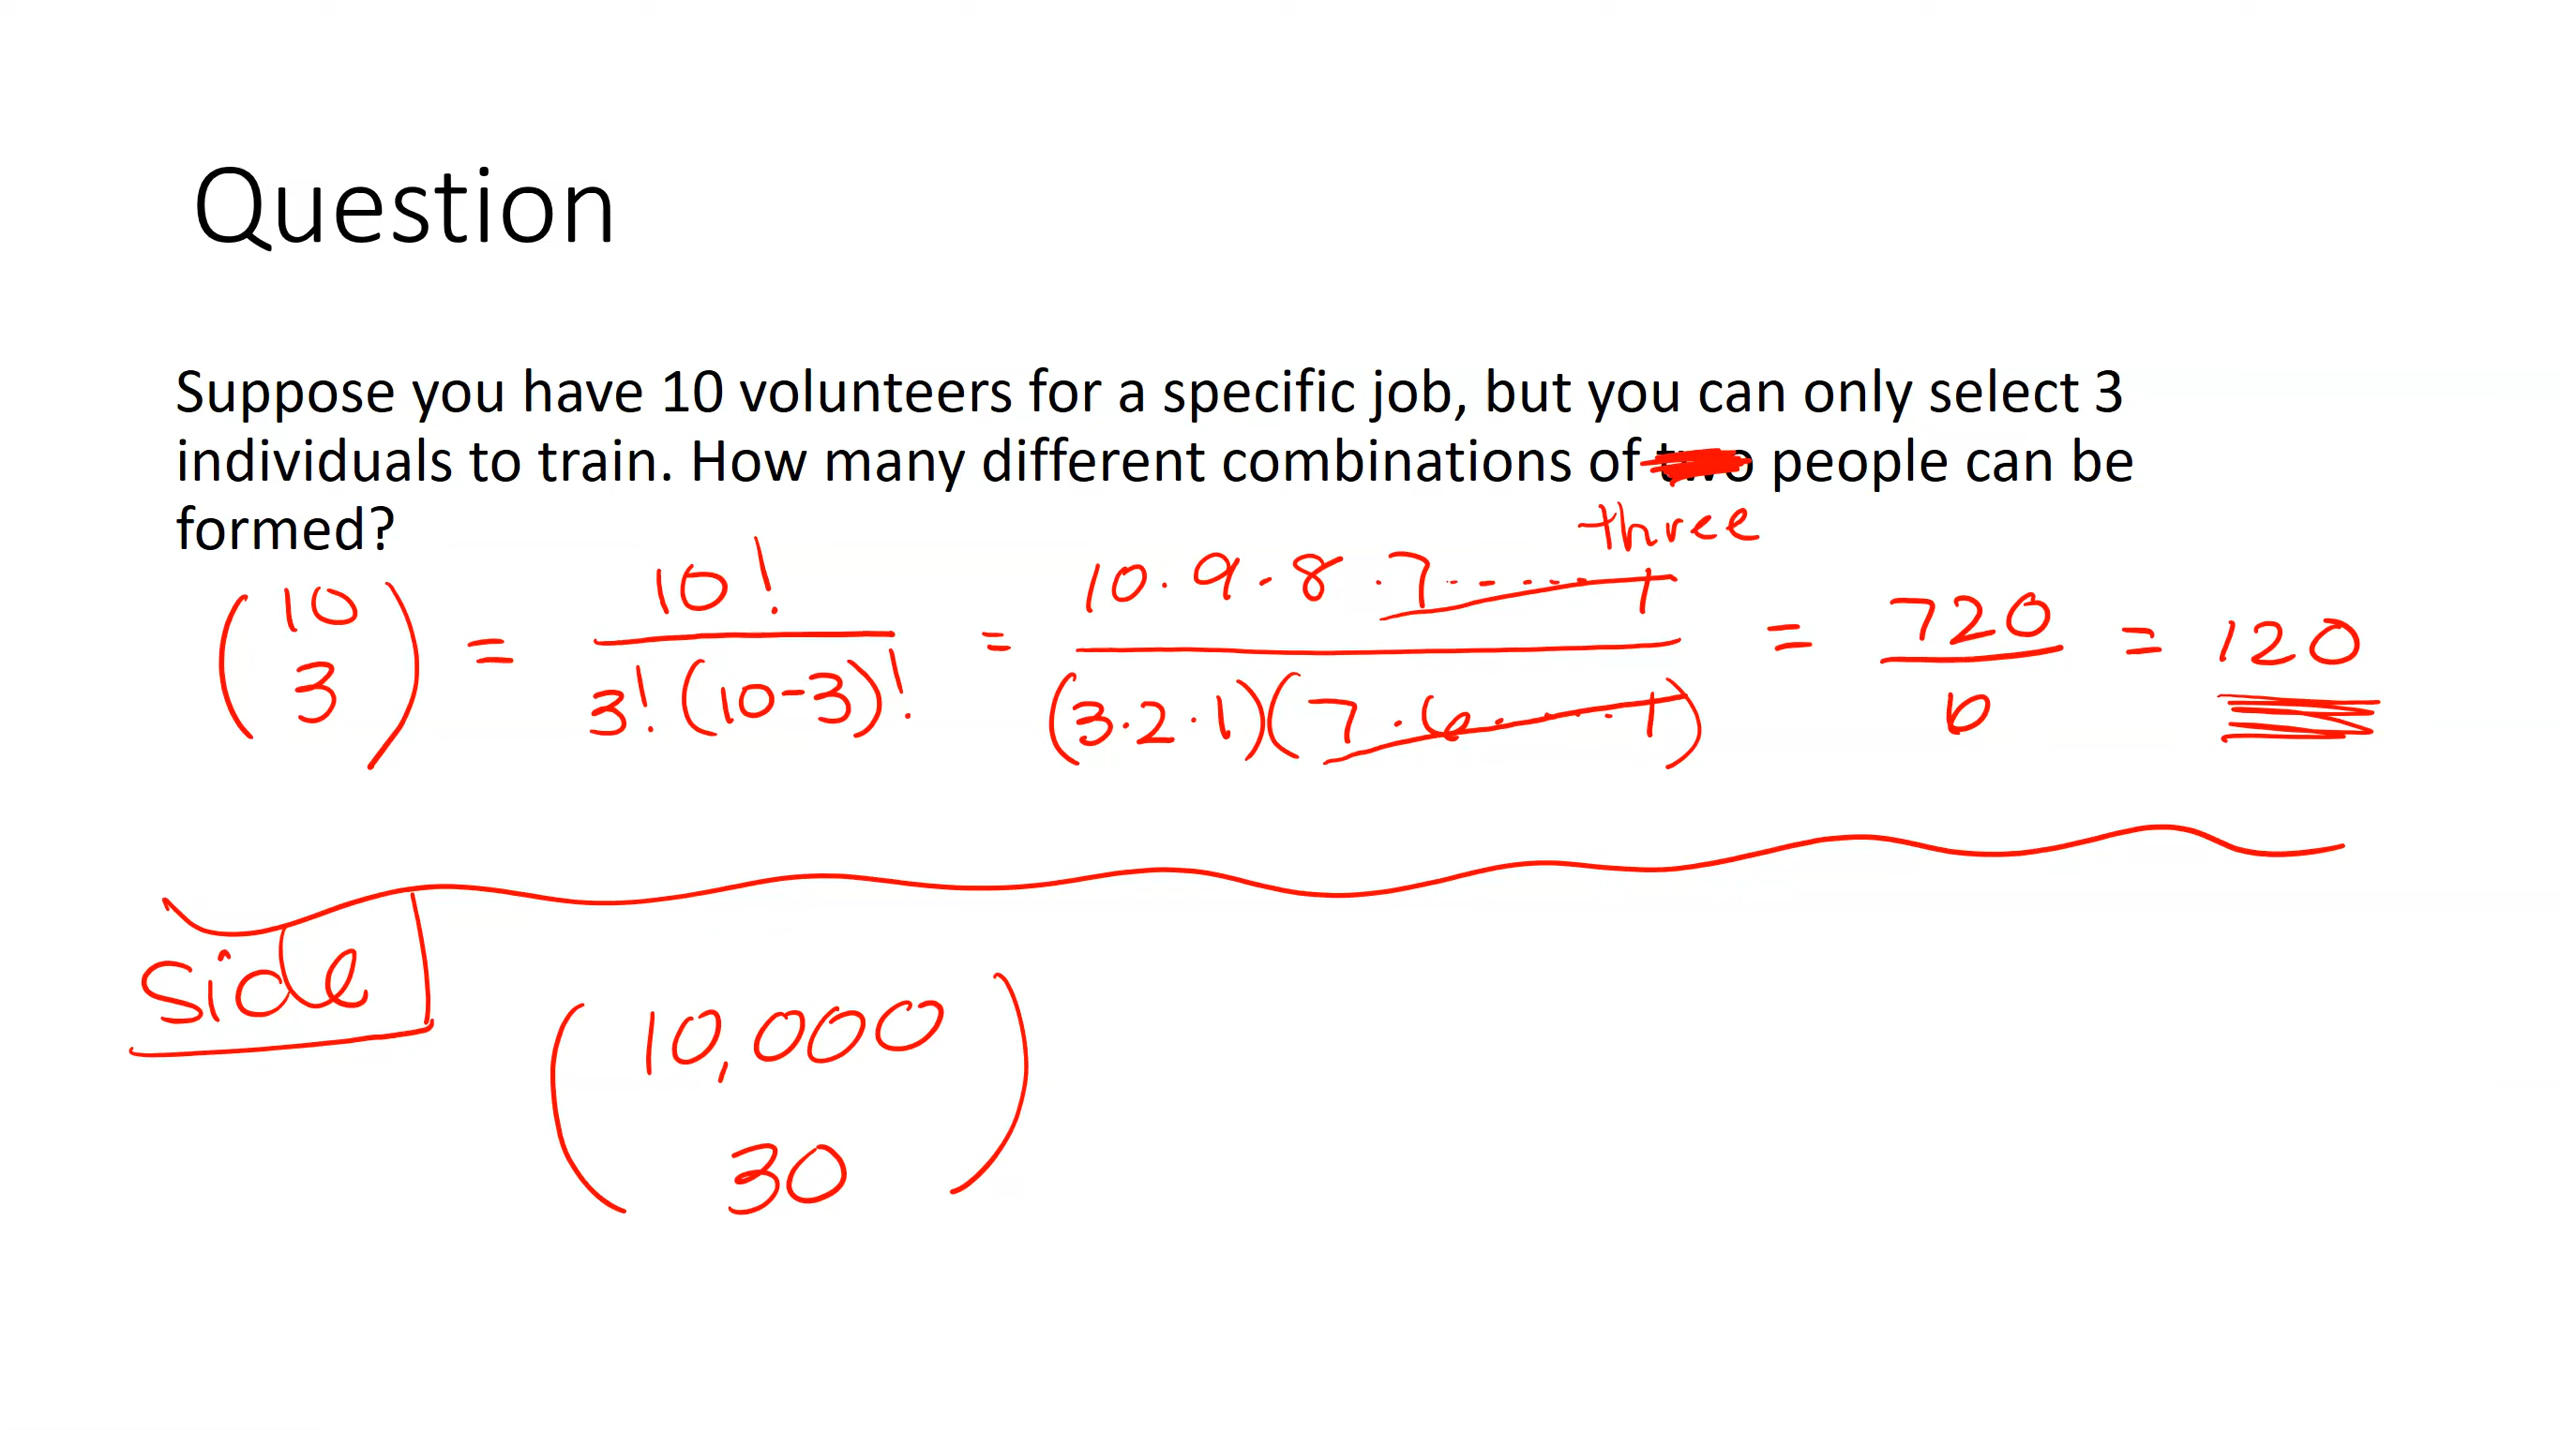 Question
Suppose you have 10 volunteers for a specific job, but you can only select 3
individuals to train. How many different combinations of two people can be
three
formed?
(10 3) = 10! / 3!(10-3)! = 10·9·8·7······1 / (3·2·1)(7·6·····1) = 720 / 6 = 120
Side
(10,000
30)